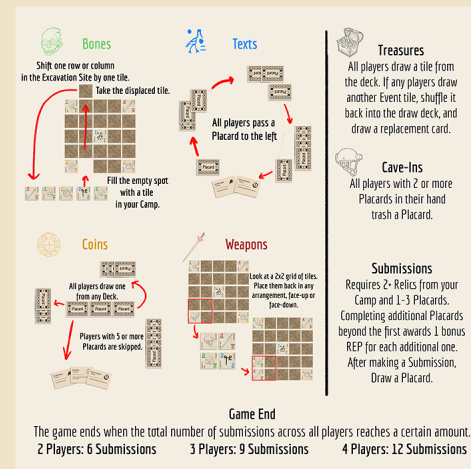 Bones
Shift one row or column
in the Excavation Site by one tile.
Take the displaced tile.
Fill the empty spot
with a tile
in your Camp.
Texts
All players pass a
Placard to the left
Placard
Placard
Placard
Placard
Coins
All players draw one
from any Deck.
Placard
Placard
Placard
Players with 5 or more
Placards are skipped.
Weapons
Look at a 2x2 grid of tiles.
Place them back in any
arrangement, face-up or
face-down.
Treasures
All players draw a tile from
the deck. If any players draw
another Event tile, shuffle it
back into the draw deck, and
draw a replacement card.
Cave-Ins
All players with 2 or more
Placards in their hand
trash a Placard.
Submissions
Requires 2+ Relics from your
Camp and 1-3 Placards.
Completing additional Placards
beyond the first awards 1 bonus
REP for each additional one.
After making a Submission,
Draw a Placard.
Game End
The game ends when the total number of submissions across all players reaches a certain amount.
2 Players: 6 Submissions
3 Players: 9 Submissions
4 Players: 12 Submissions